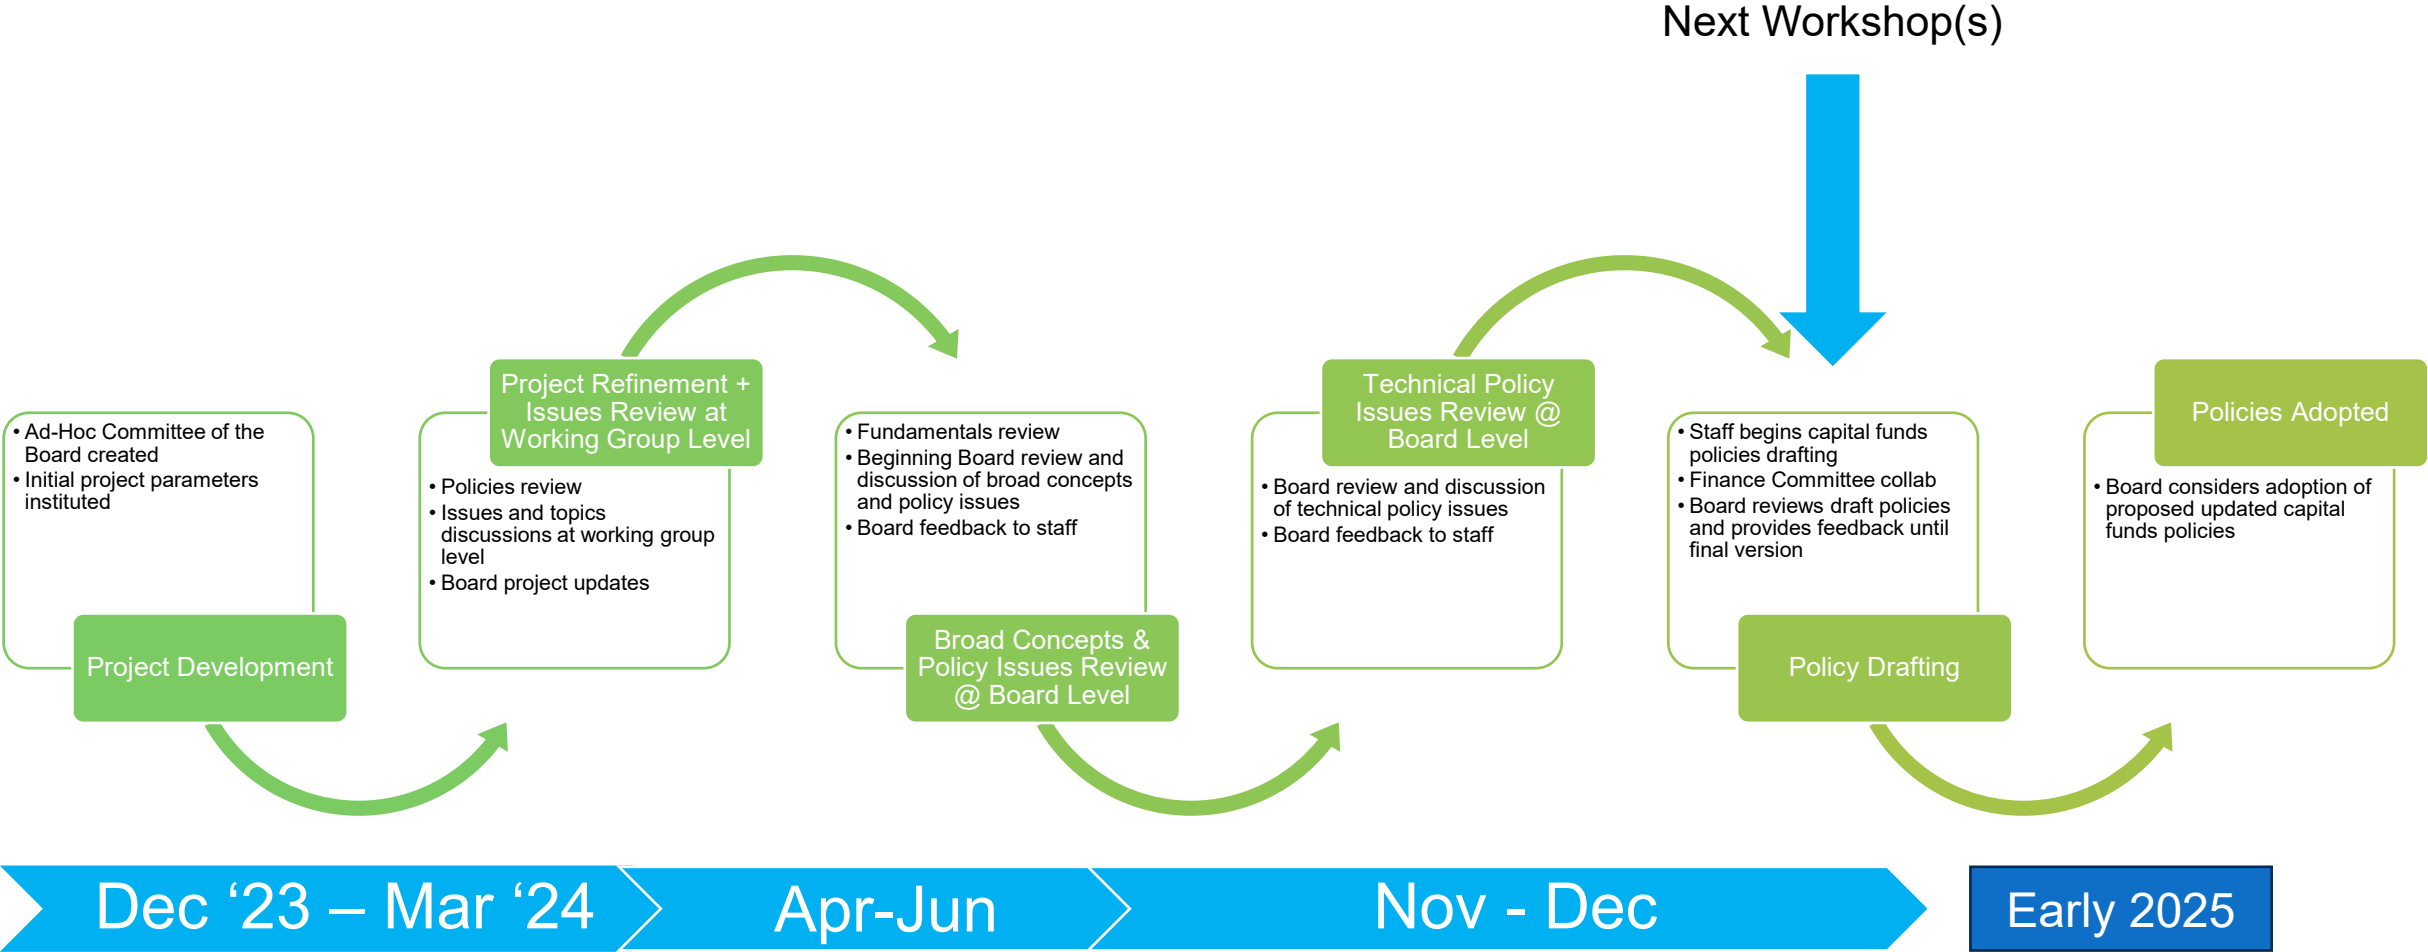 Next Workshop(s)
• Ad-Hoc Committee of the
Board created
• Initial project parameters
instituted
Project Development
Project Refinement +
Issues Review at
Working Group Level
• Policies review
• Issues and topics
discussions at working group
level
• Board project updates
• Fundamentals review
• Beginning Board review and
discussion of broad concepts
and policy issues
• Board feedback to staff
Broad Concepts &
Policy Issues Review
@ Board Level
Technical Policy
Issues Review @
Board Level
• Board review and discussion
of technical policy issues
• Board feedback to staff
• Staff begins capital funds
policies drafting
• Finance Committee collab
• Board reviews draft policies
and provides feedback until
final version
Policy Drafting
Policies Adopted
• Board considers adoption of
proposed updated capital
funds policies
Dec ‘23 – Mar ‘24
Apr-Jun
Nov - Dec
Early 2025